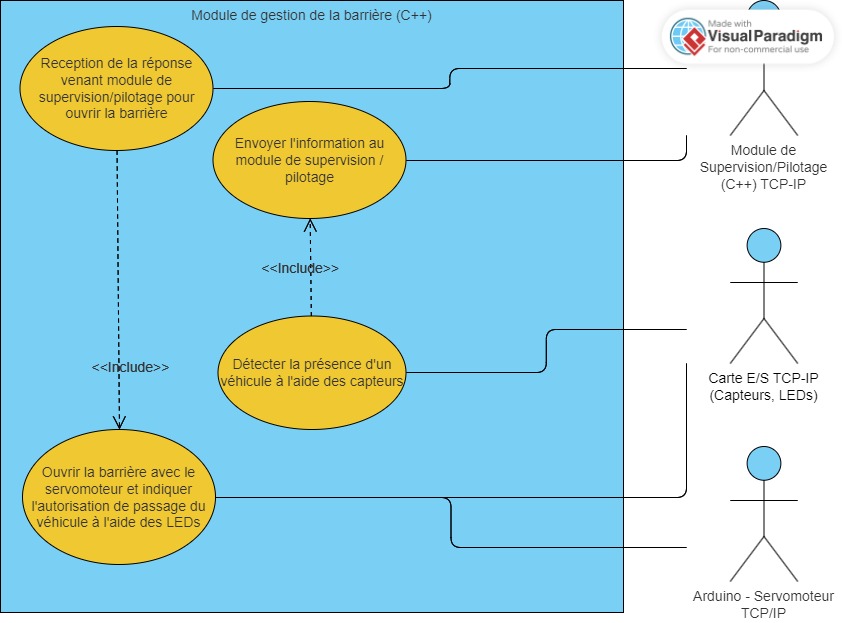 Module de gestion de la barrière (C++)
Made with
VisualParadigm
For non-commercial use
Reception de la réponse
venant module de
supervision/pilotage pour
ouvrir la barrière
Envoyer l'information au
module de supervision /
pilotage
Module de
Supervision/Pilotage
(C++) TCP-IP
<<Include>>
<<Include>>
Détecter la présence d'un
véhicule à l'aide des capteurs
Carte E/S TCP-IP
(Capteurs, LEDs)
Ouvrir la barrière avec le
servomoteur et indiquer
l'autorisation de passage du
véhicule à l'aide des LEDs
Arduino - Servomoteur
TCP/IP